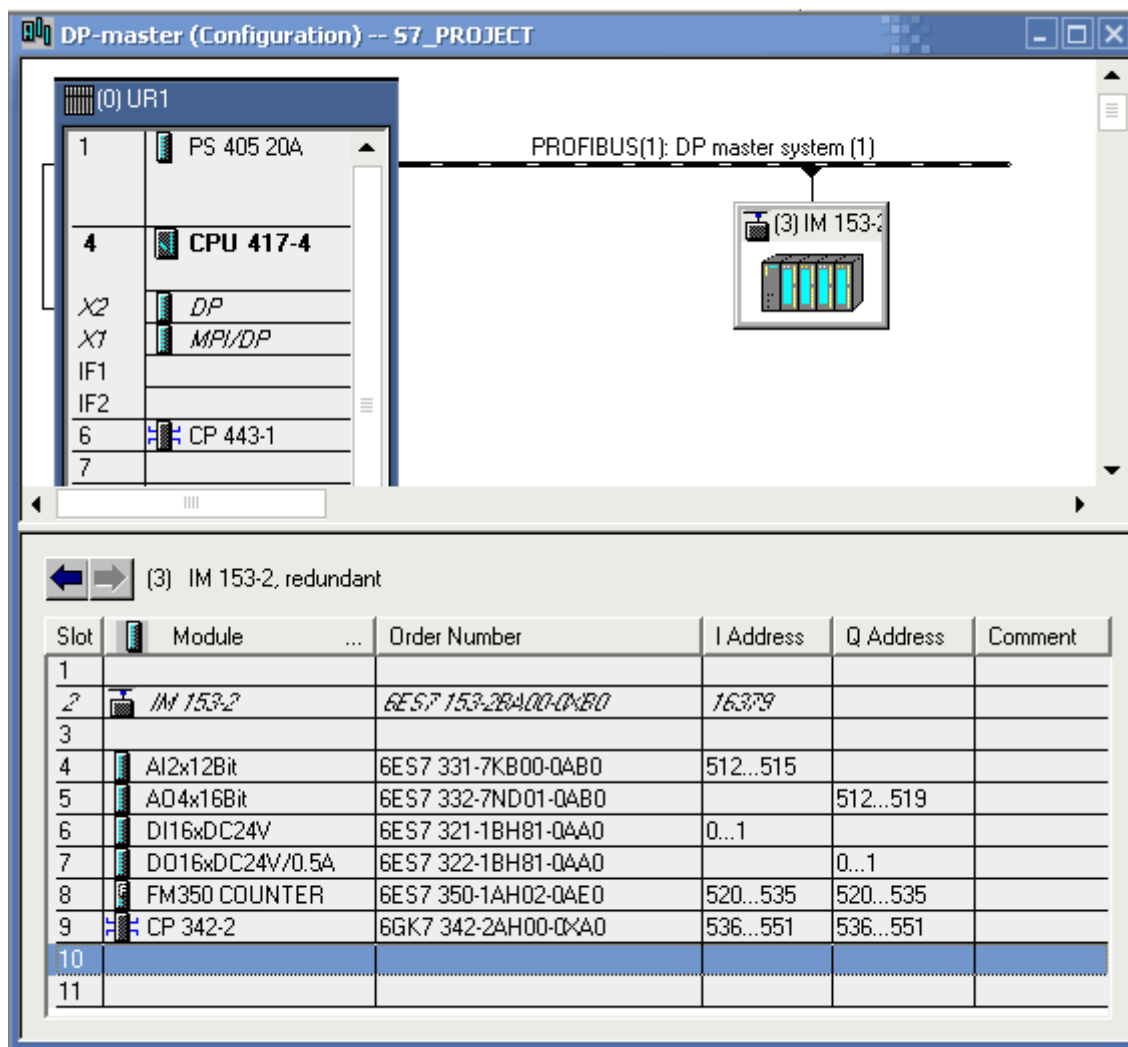 DP-master (Configuration) -- S7_PROJECT
(0) UR1
1 PS 405 20A
PROFIBUS(1): DP master system (1)
(3) IM 153-2
4 CPU 417-4
X2 DP
X1 MPI/DP
IF1
IF2
6 CP 443-1
7
(3) IM 153-2, redundant
Slot Module ... Order Number I Address Q Address Comment
1
2 IM 153-2 6ES7 153-2BA00-0XB0 16379
3
4 AI2x12Bit 6ES7 331-7KB00-0AB0 512...515
5 AO4x16Bit 6ES7 332-7ND01-0AB0 512...519
6 DI16xDC24V 6ES7 321-1BH81-0AA0 0...1
7 DO16xDC24V/0.5A 6ES7 322-1BH81-0AA0 0...1
8 FM350 COUNTER 6ES7 350-1AH02-0AE0 520...535 520...535
9 CP 342-2 6GK7 342-2AH00-0XA0 536...551 536...551
10
11